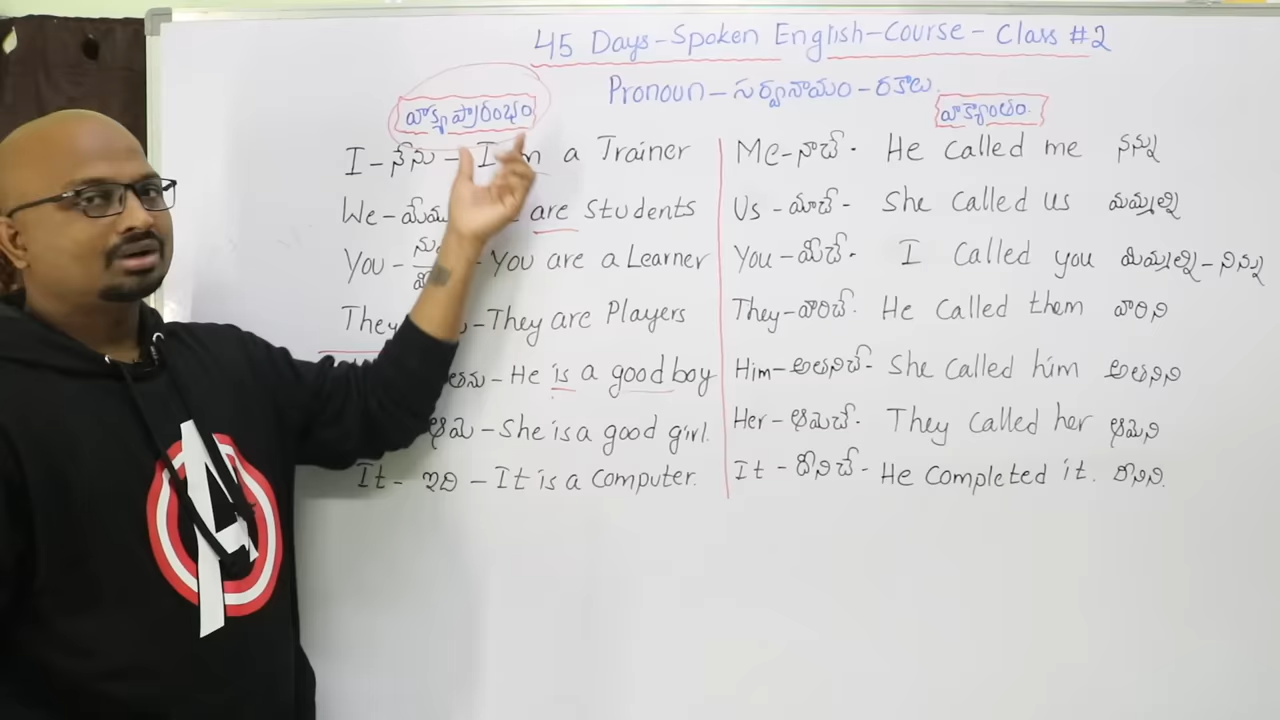 45 Days-Spoken English-Course - Class #2
Pronoun - సర్వనామం - రకాలు.
వాక్యప్రారంభం
వాక్యాంతం.
I - నేను - I a Trainer
We - are Students
You - - You are a Learner
They - They are Players
అతను - He is a good boy
ఆమె - She is a good girl.
It - ఇది - It is a computer.
Me - నాచే - He called me నన్ను
Us - మాచే - She called us మమ్మల్ని
You - మీచే - I called you మిమ్మల్ని - నిన్ను
They - వారిచే - He called them వారిని
Him - అతనిచే - She called him అతనిని
Her - ఆమెచే - They called her ఆమెని
It - దీనిచే - He completed it. దీనిని.
A